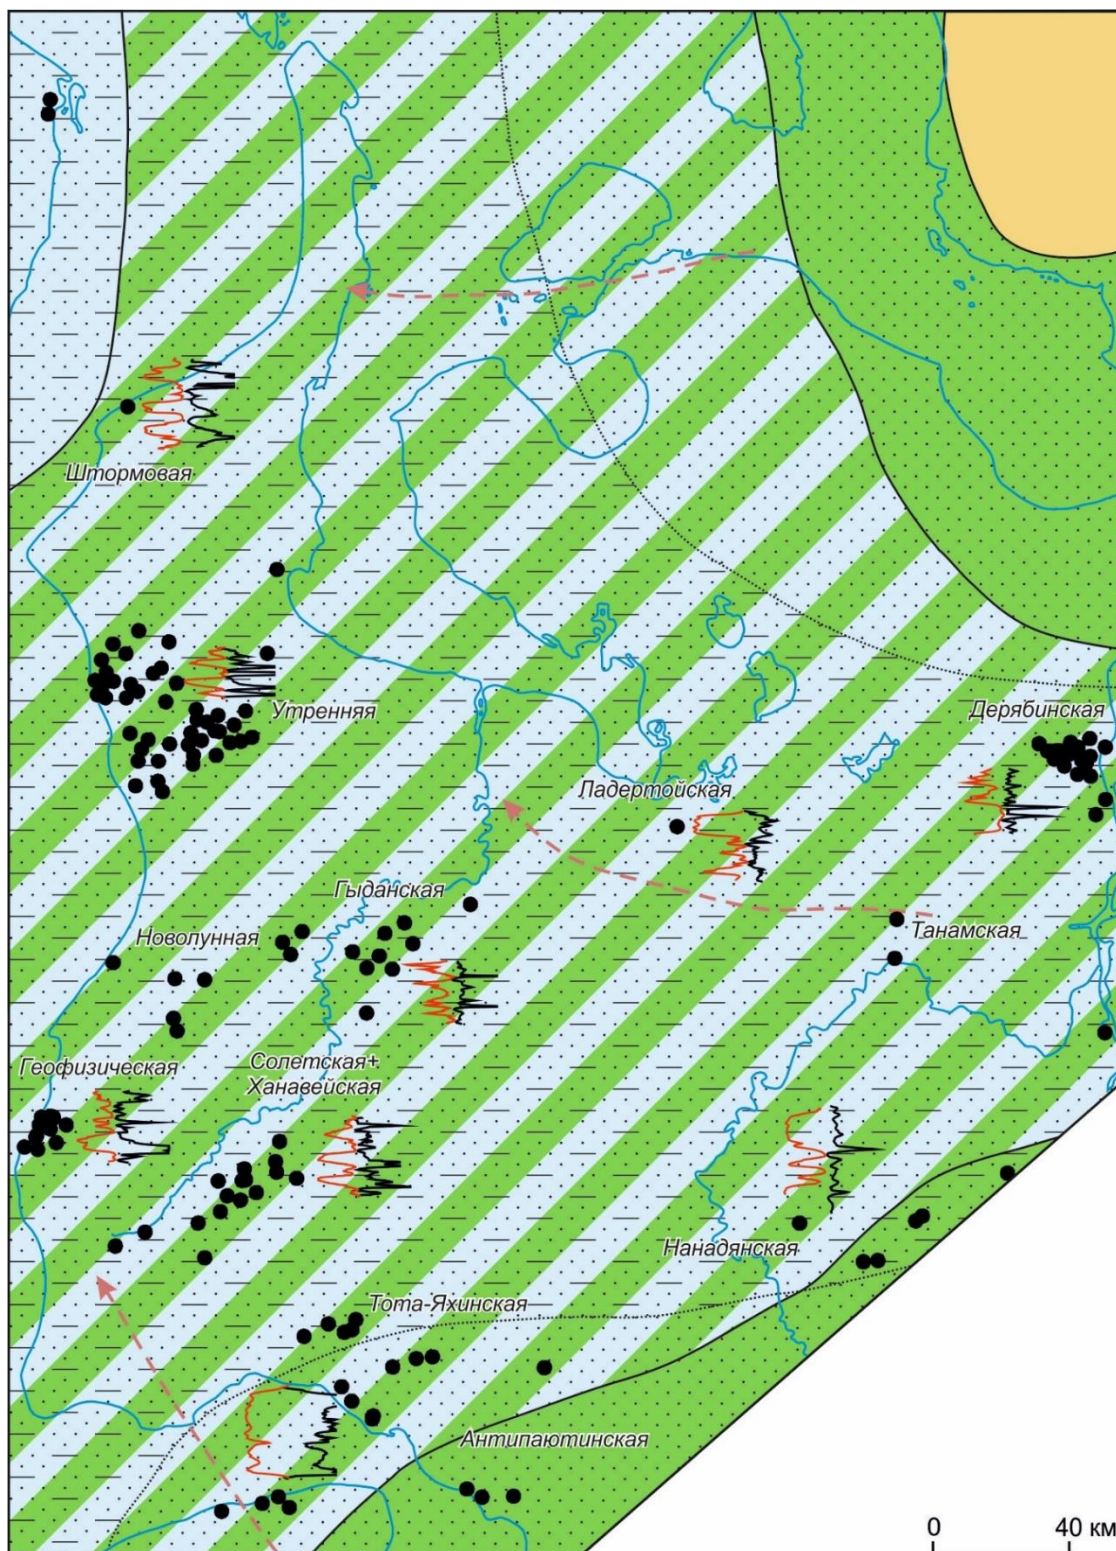 Штормовая
Утренняя
Дерябинская
Ладертойская
Гыданская
Танамская
Новолунная
Солетская+
Ханавейская
Геофизическая
Нанадянская
Тота-Яхинская
Антипаютинская
0 40 км